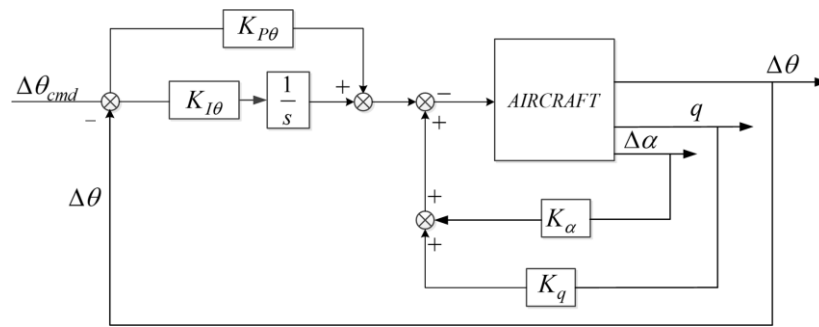 K_{Pθ}
Δθ_{cmd}
−
K_{Iθ}
1/s
+
−
+
AIRCRAFT
Δθ
q
Δα
Δθ
+
+
K_α
K_q